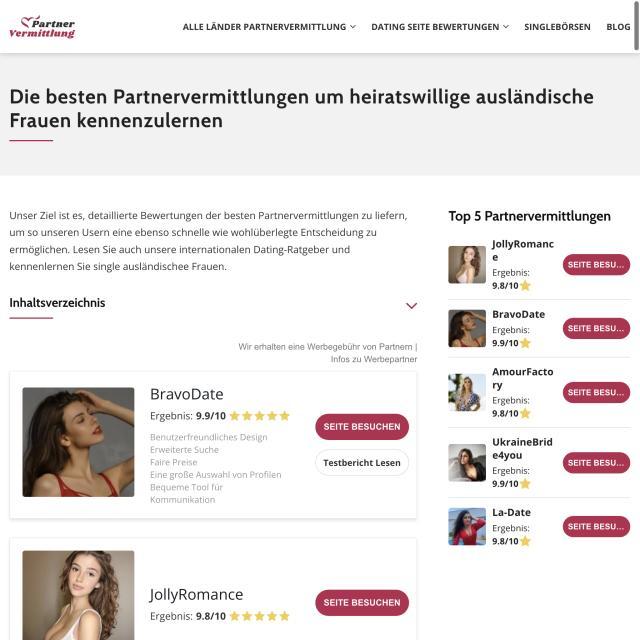 Partner
Vermittlung
ALLE LÄNDER PARTNERVERMITTLUNG
DATING SEITE BEWERTUNGEN
SINGLEBÖRSEN
BLOG
Die besten Partnervermittlungen um heiratswillige ausländische
Frauen kennenzulernen
Unser Ziel ist es, detaillierte Bewertungen der besten Partnervermittlungen zu liefern,
um so unseren Usern eine ebenso schnelle wie wohlüberlegte Entscheidung zu
ermöglichen. Lesen Sie auch unsere internationalen Dating-Ratgeber und
kennenlernen Sie single ausländischee Frauen.
Inhaltsverzeichnis
Wir erhalten eine Werbegebühr von Partnern |
Infos zu Werbepartner
BravoDate
Ergebnis: 9.9/10
Benutzerfreundliches Design
Erweiterte Suche
Faire Preise
Eine große Auswahl von Profilen
Bequeme Tool für
Kommunikation
SEITE BESUCHEN
Testbericht Lesen
JollyRomance
Ergebnis: 9.8/10
SEITE BESUCHEN
Top 5 Partnervermittlungen
JollyRomanc
e
Ergebnis:
9.8/10
SEITE BESU...
BravoDate
Ergebnis:
9.9/10
SEITE BESU...
AmourFacto
ry
Ergebnis:
9.8/10
SEITE BESU...
UkraineBrid
e4you
Ergebnis:
9.9/10
SEITE BESU...
La-Date
Ergebnis:
9.8/10
SEITE BESU...